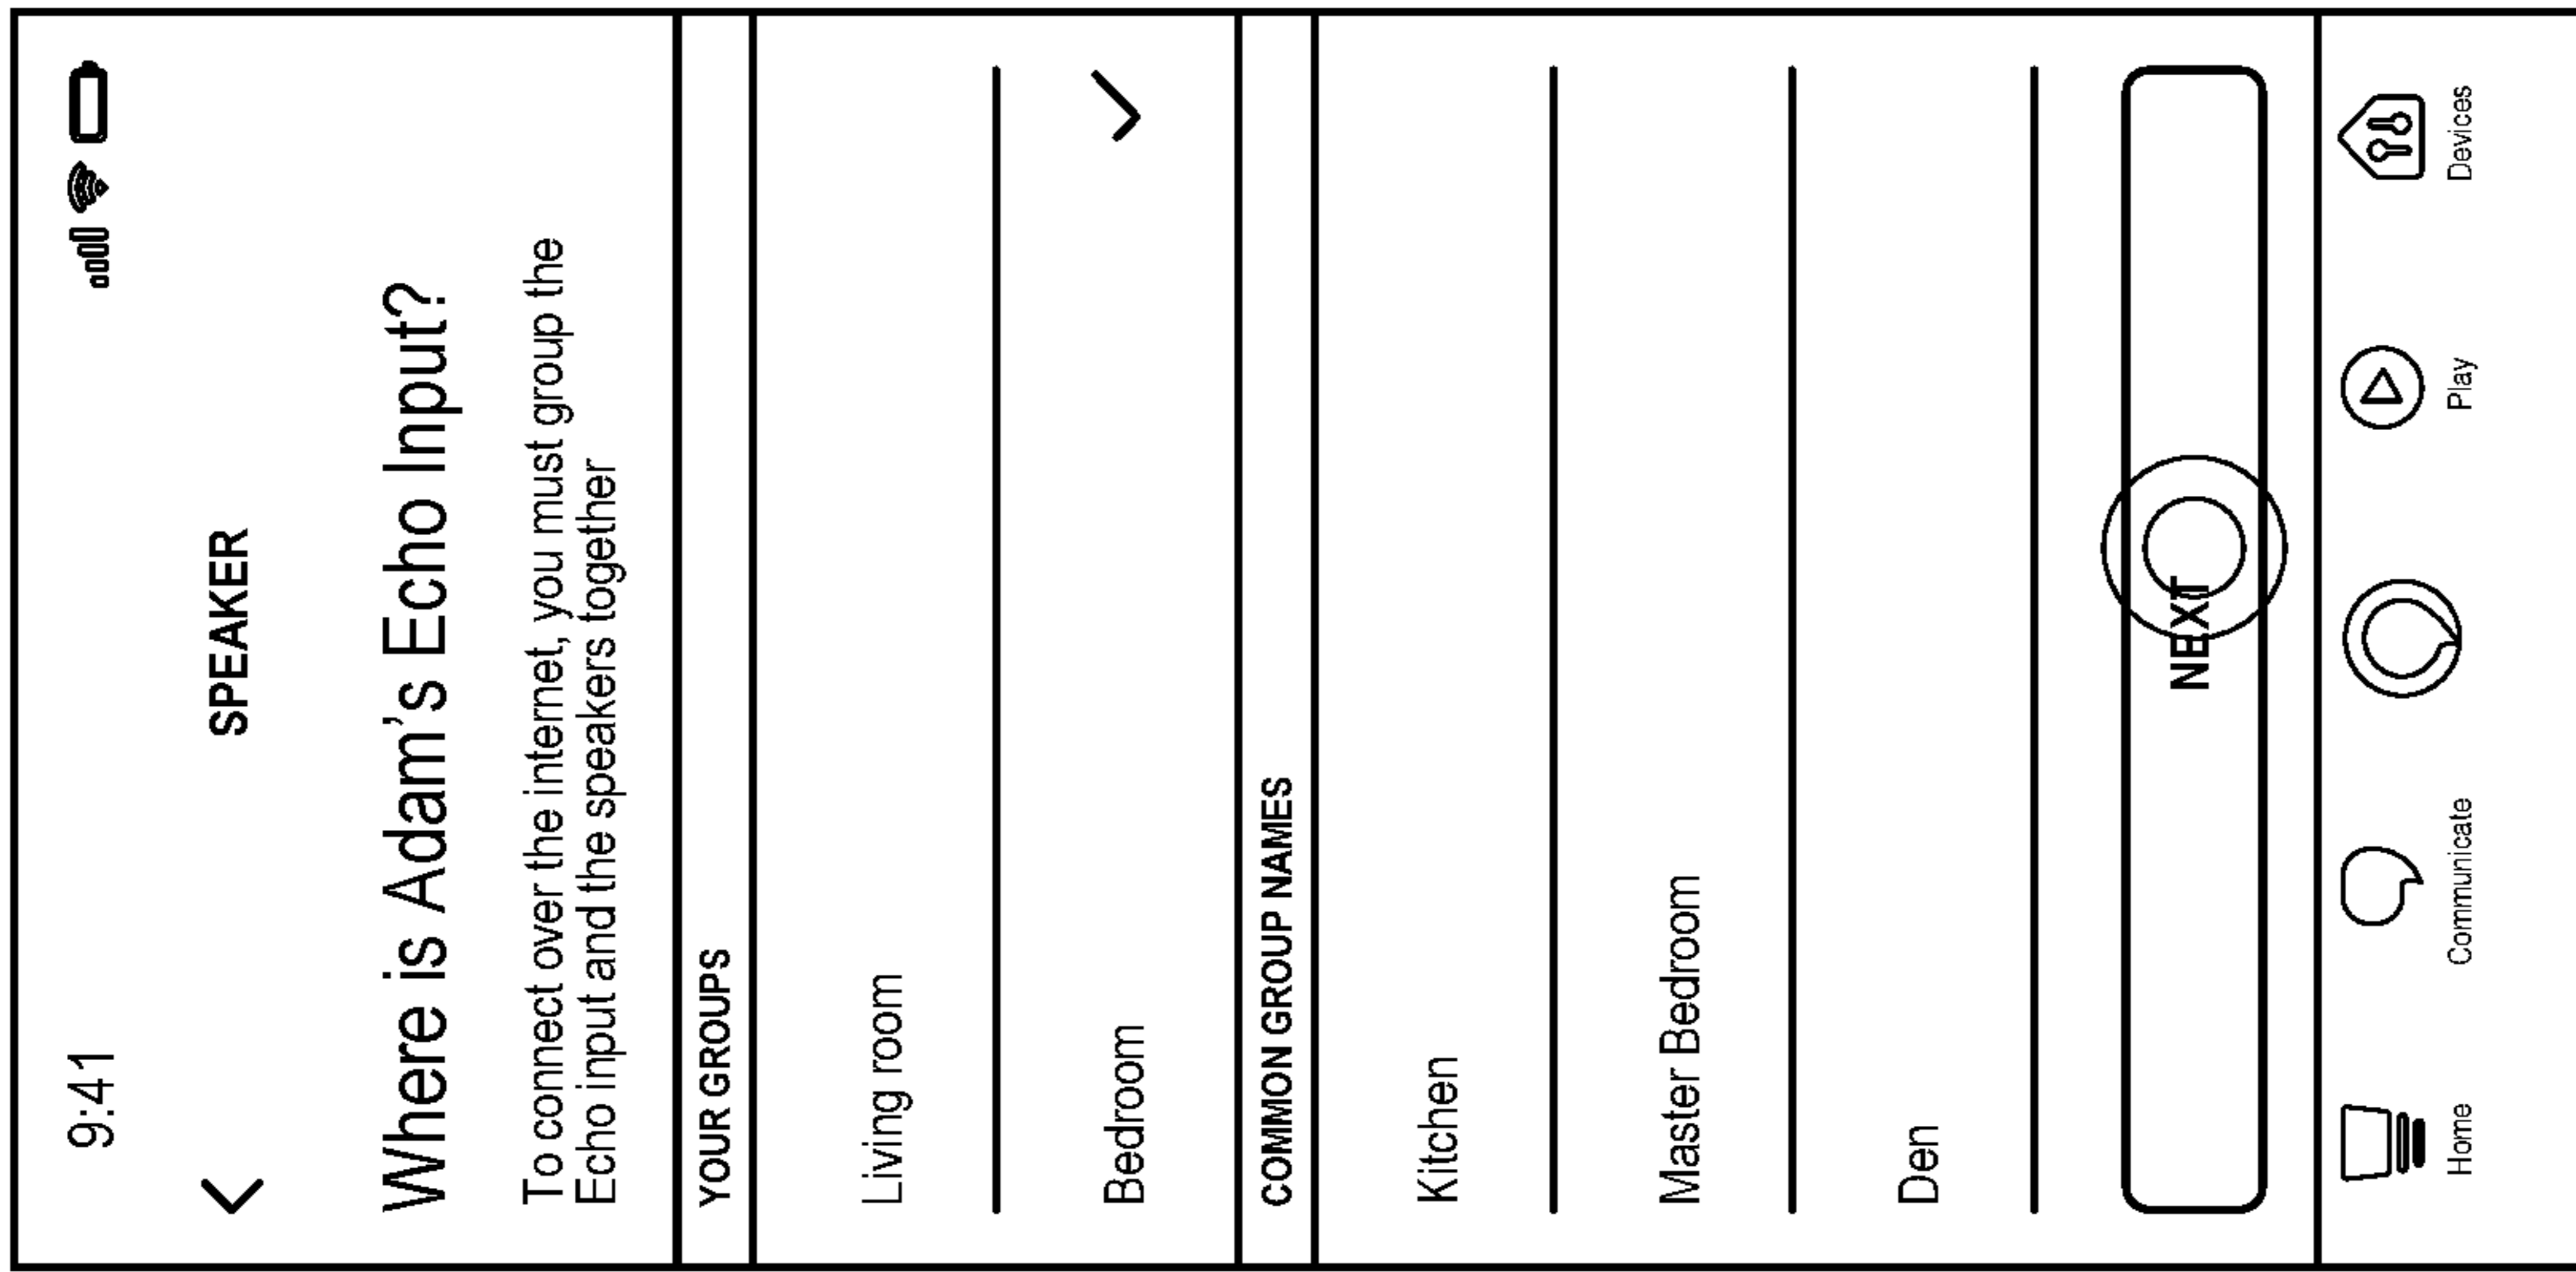 9:41
SPEAKER
Where is Adam's Echo Input?
To connect over the internet, you must group the
Echo input and the speakers together
YOUR GROUPS
Living room
Bedroom
COMMON GROUP NAMES
Kitchen
Master Bedroom
Den
NEXT
Home
Communicate
Play
Devices